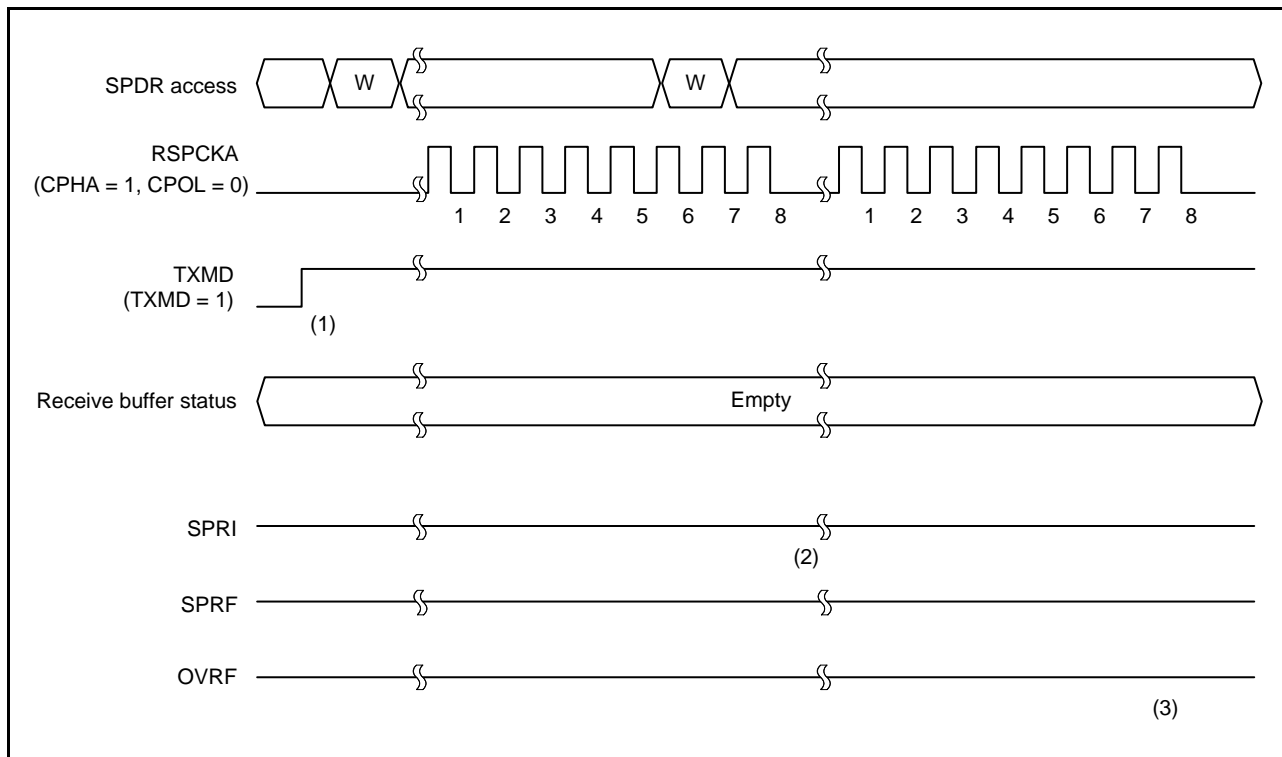 SPDR access
W
W
RSPCKA
(CPHA = 1, CPOL = 0)
1 2 3 4 5 6 7 8 1 2 3 4 5 6 7 8
TXMD
(TXMD = 1)
(1)
Receive buffer status
Empty
SPRI
(2)
SPRF
OVRF
(3)